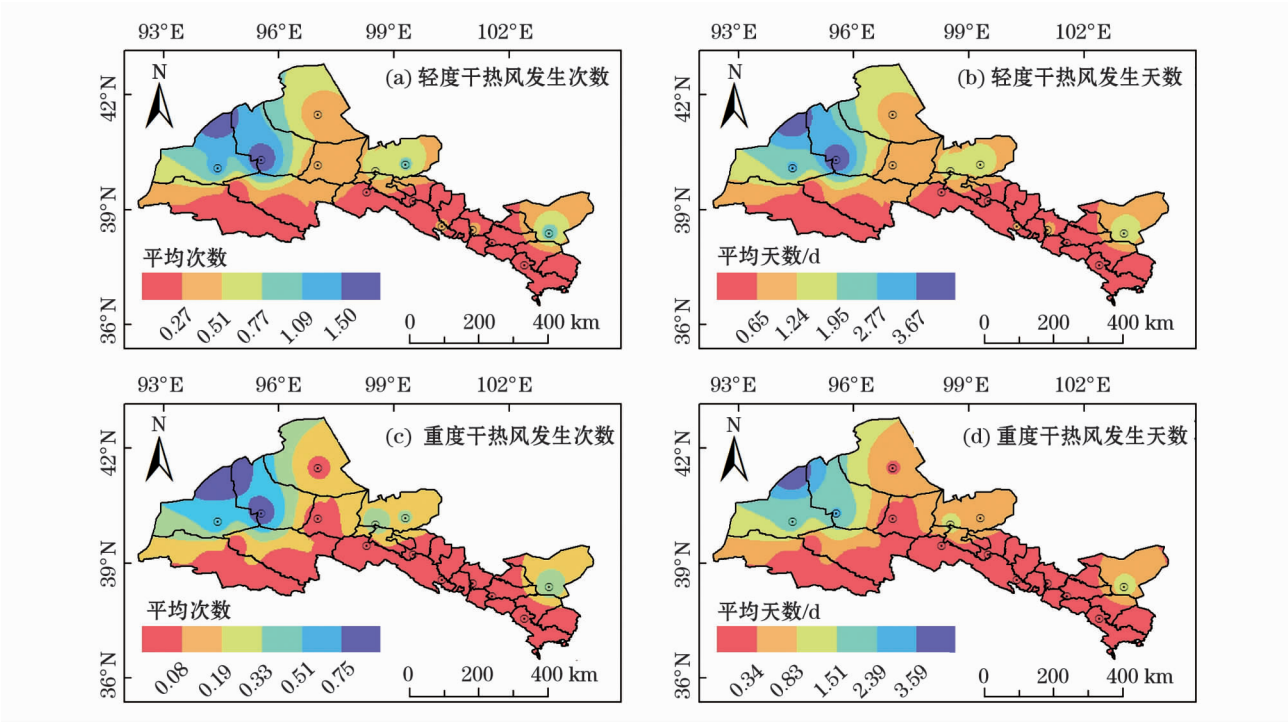 93°E 96°E 99°E 102°E
93°E 96°E 99°E 102°E
N
(a) 轻度干热风发生次数
N
(b) 轻度干热风发生天数
42°N
39°N
36°N
42°N
39°N
36°N
平均次数
0.27 0.51 0.77 1.09 1.50
0 200 400 km
平均天数/d
0.65 1.24 1.95 2.77 3.67
0 200 400 km
93°E 96°E 99°E 102°E
93°E 96°E 99°E 102°E
N
(c) 重度干热风发生次数
N
(d) 重度干热风发生天数
42°N
39°N
36°N
42°N
39°N
36°N
平均次数
0.08 0.19 0.33 0.51 0.75
0 200 400 km
平均天数/d
0.34 0.83 1.51 2.39 3.59
0 200 400 km